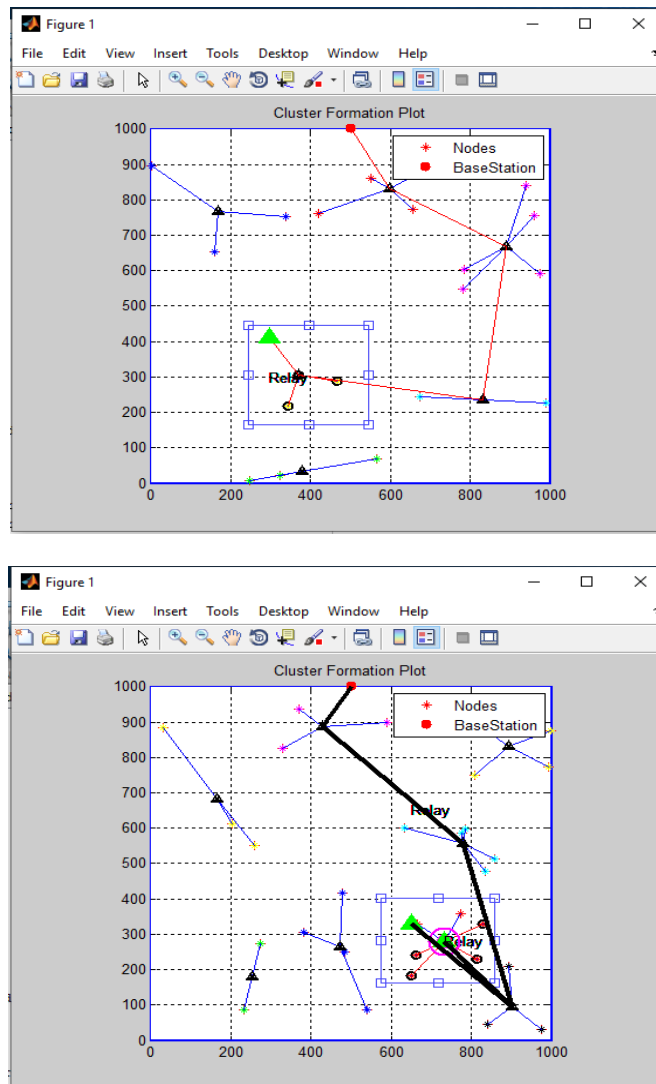 Figure 1
File Edit View Insert Tools Desktop Window Help
Cluster Formation Plot
1000
900
800
700
600
500
400
300
200
100
0
Nodes
BaseStation
Relay
0 200 400 600 800 1000
Figure 1
File Edit View Insert Tools Desktop Window Help
Cluster Formation Plot
1000
900
800
700
600
500
400
300
200
100
0
Nodes
BaseStation
Relay
Relay
0 200 400 600 800 1000